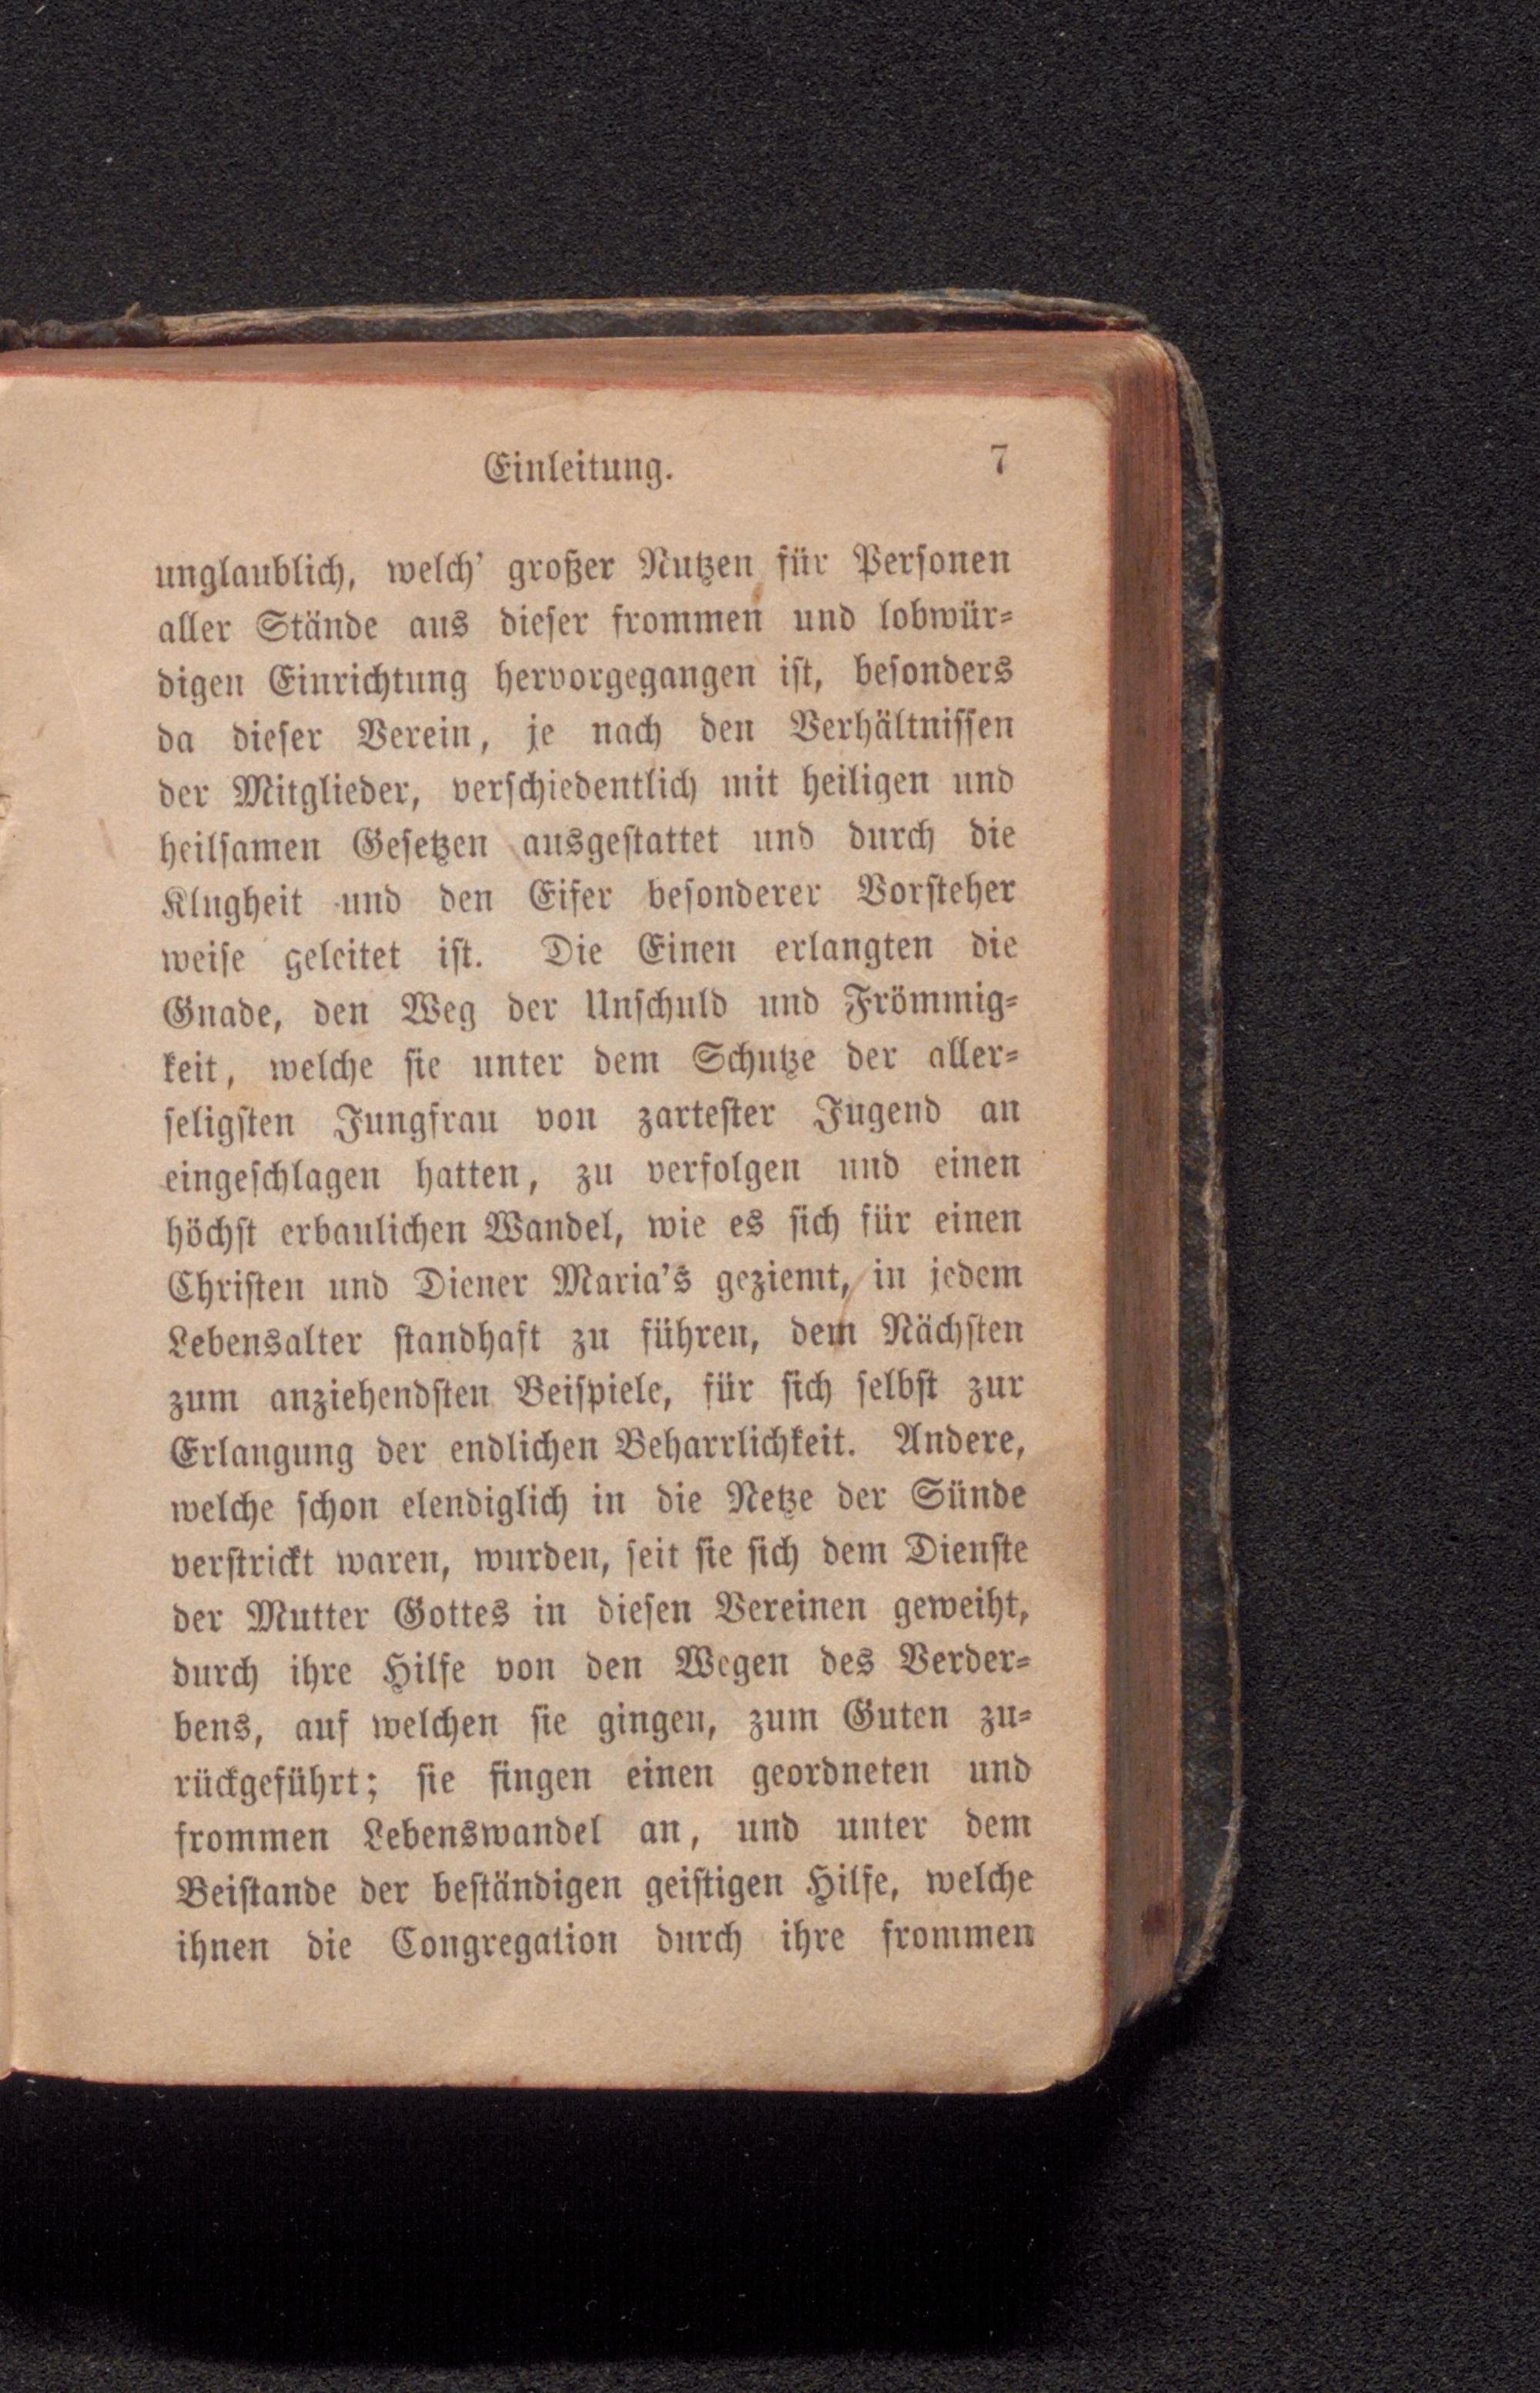 Einleitung. 7
unglaublich, welch' großer Nutzen für Personen
aller Stände aus dieser frommen und lobwür-
digen Einrichtung hervorgegangen ist, besonders
da dieser Verein, je nach den Verhältnissen
der Mitglieder, verschiedentlich mit heiligen und
heilsamen Gesetzen ausgestattet und durch die
Klugheit und den Eifer besonderer Vorsteher
weise geleitet ist. Die Einen erlangten die
Gnade, den Weg der Unschuld und Frömmig-
keit, welche sie unter dem Schutze der aller-
seligsten Jungfrau von zartester Jugend an
eingeschlagen hatten, zu verfolgen und einen
höchst erbaulichen Wandel, wie es sich für einen
Christen und Diener Maria's geziemt, in jedem
Lebensalter standhaft zu führen, dem Nächsten
zum anziehendsten Beispiele, für sich selbst zur
Erlangung der endlichen Beharrlichkeit. Andere,
welche schon elendiglich in die Netze der Sünde
verstrickt waren, wurden, seit sie sich dem Dienste
der Mutter Gottes in diesen Vereinen geweiht,
durch ihre Hilfe von den Wegen des Verder-
bens, auf welchen sie gingen, zum Guten zu-
rückgeführt; sie fingen einen geordneten und
frommen Lebenswandel an, und unter dem
Beistande der beständigen geistigen Hilfe, welche
ihnen die Congregation durch ihre frommen